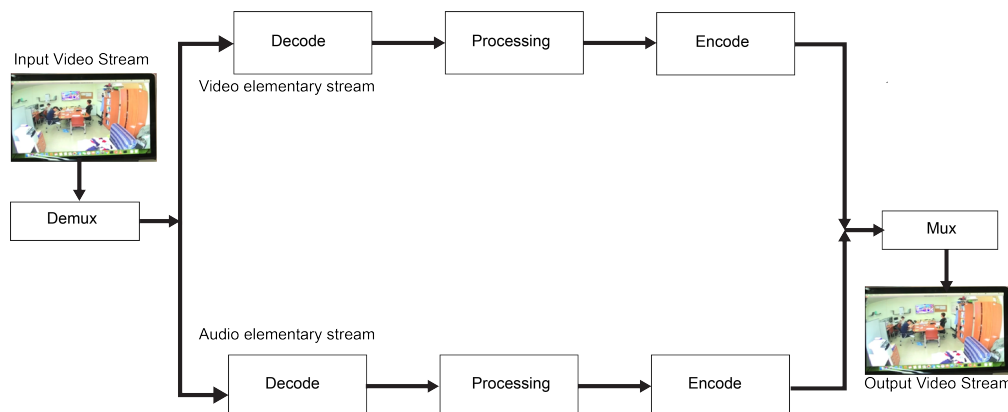 Decode
Processing
Encode
Input Video Stream
Video elementary stream
Demux
Mux
Audio elementary stream
Decode
Processing
Encode
Output Video Stream